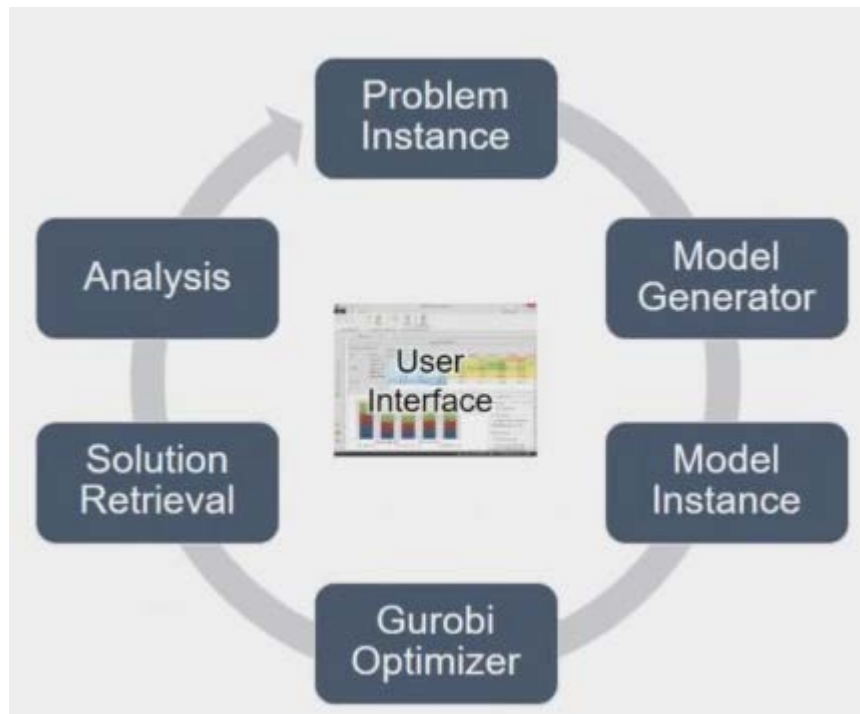 Problem
Instance
Model
Generator
Model
Instance
Gurobi
Optimizer
Solution
Retrieval
Analysis
User
Interface